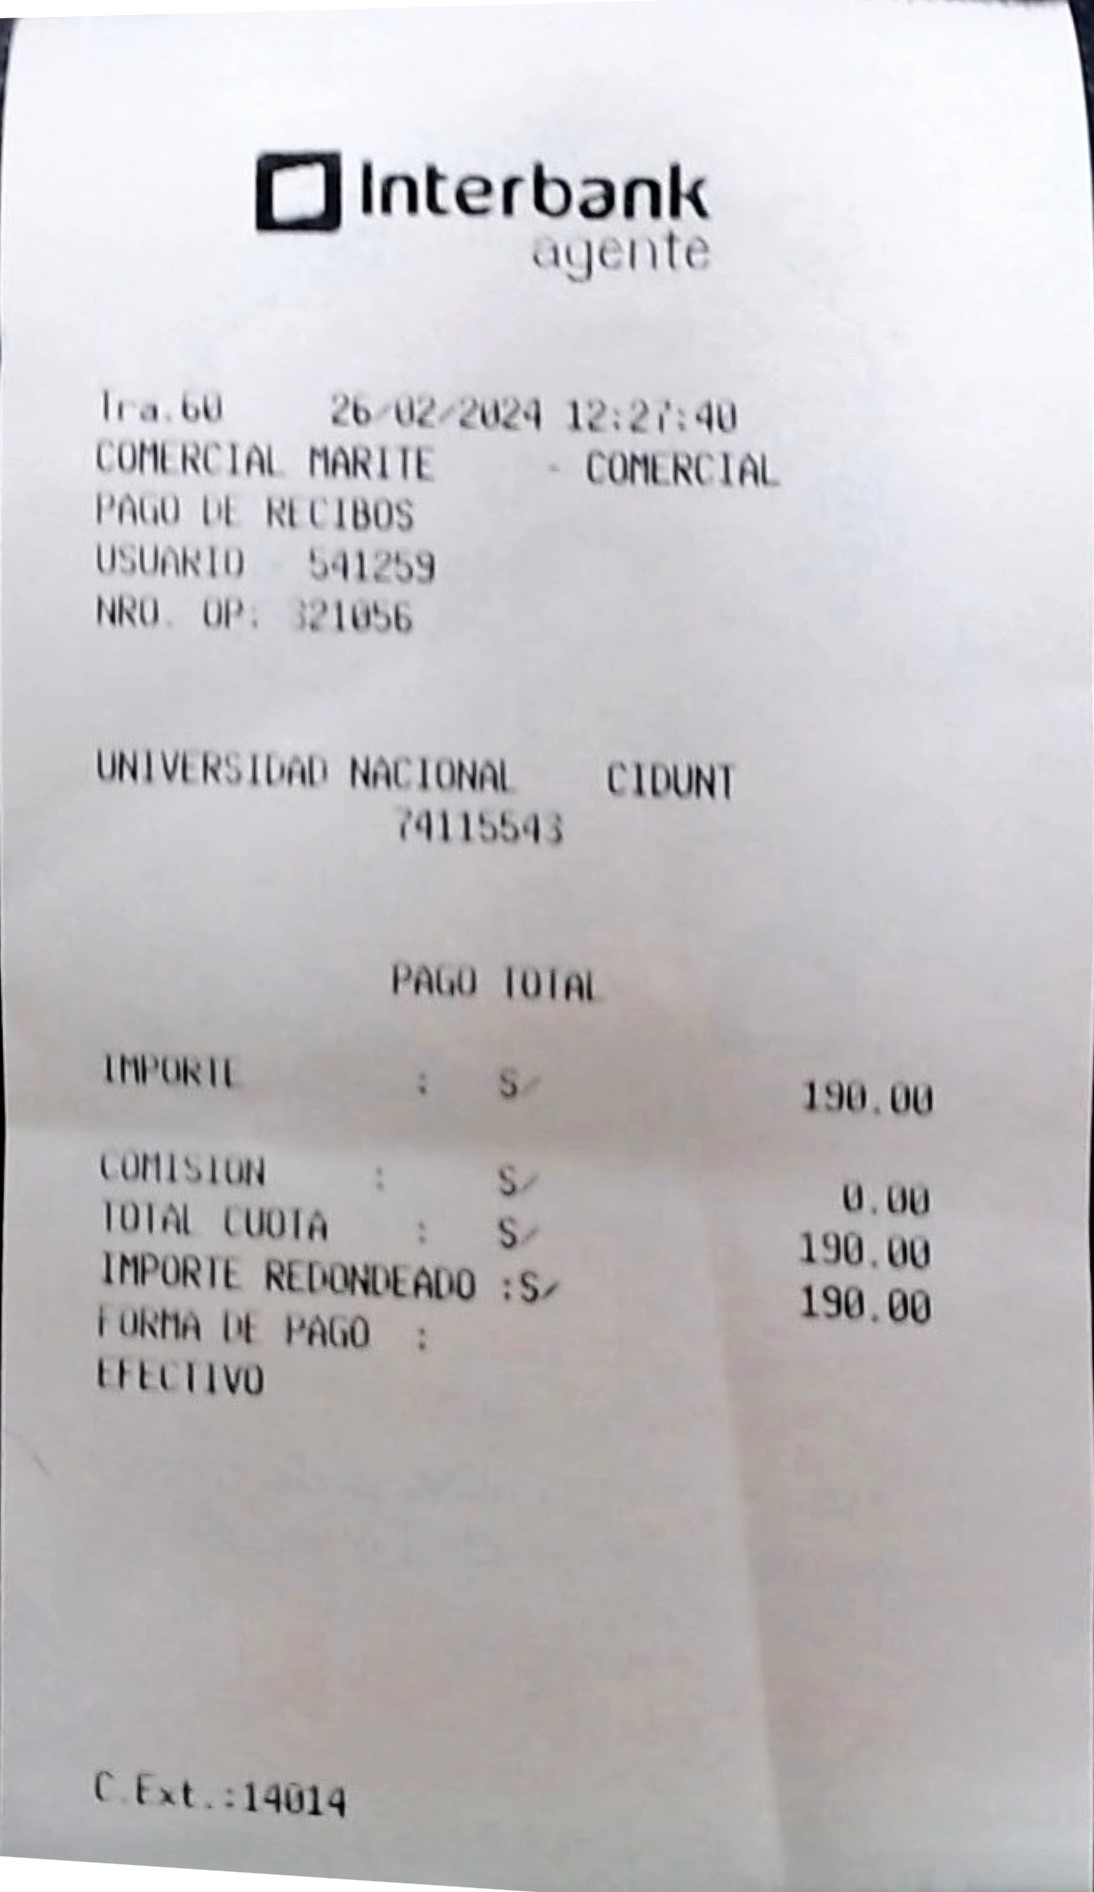 Interbank
agente
Tra.60 26/02/2024 12:27:40
COMERCIAL MARITE - COMERCIAL
PAGO DE RECIBOS
USUARIO 541259
NRO. OP: 321056
UNIVERSIDAD NACIONAL CIDUNT
74115543
PAGO TOTAL
IMPORTE : S/ 190.00
COMISION : S/ 0.00
TOTAL CUOTA : S/ 190.00
IMPORTE REDONDEADO :S/ 190.00
FORMA DE PAGO :
EFECTIVO
C.Ext.:14014